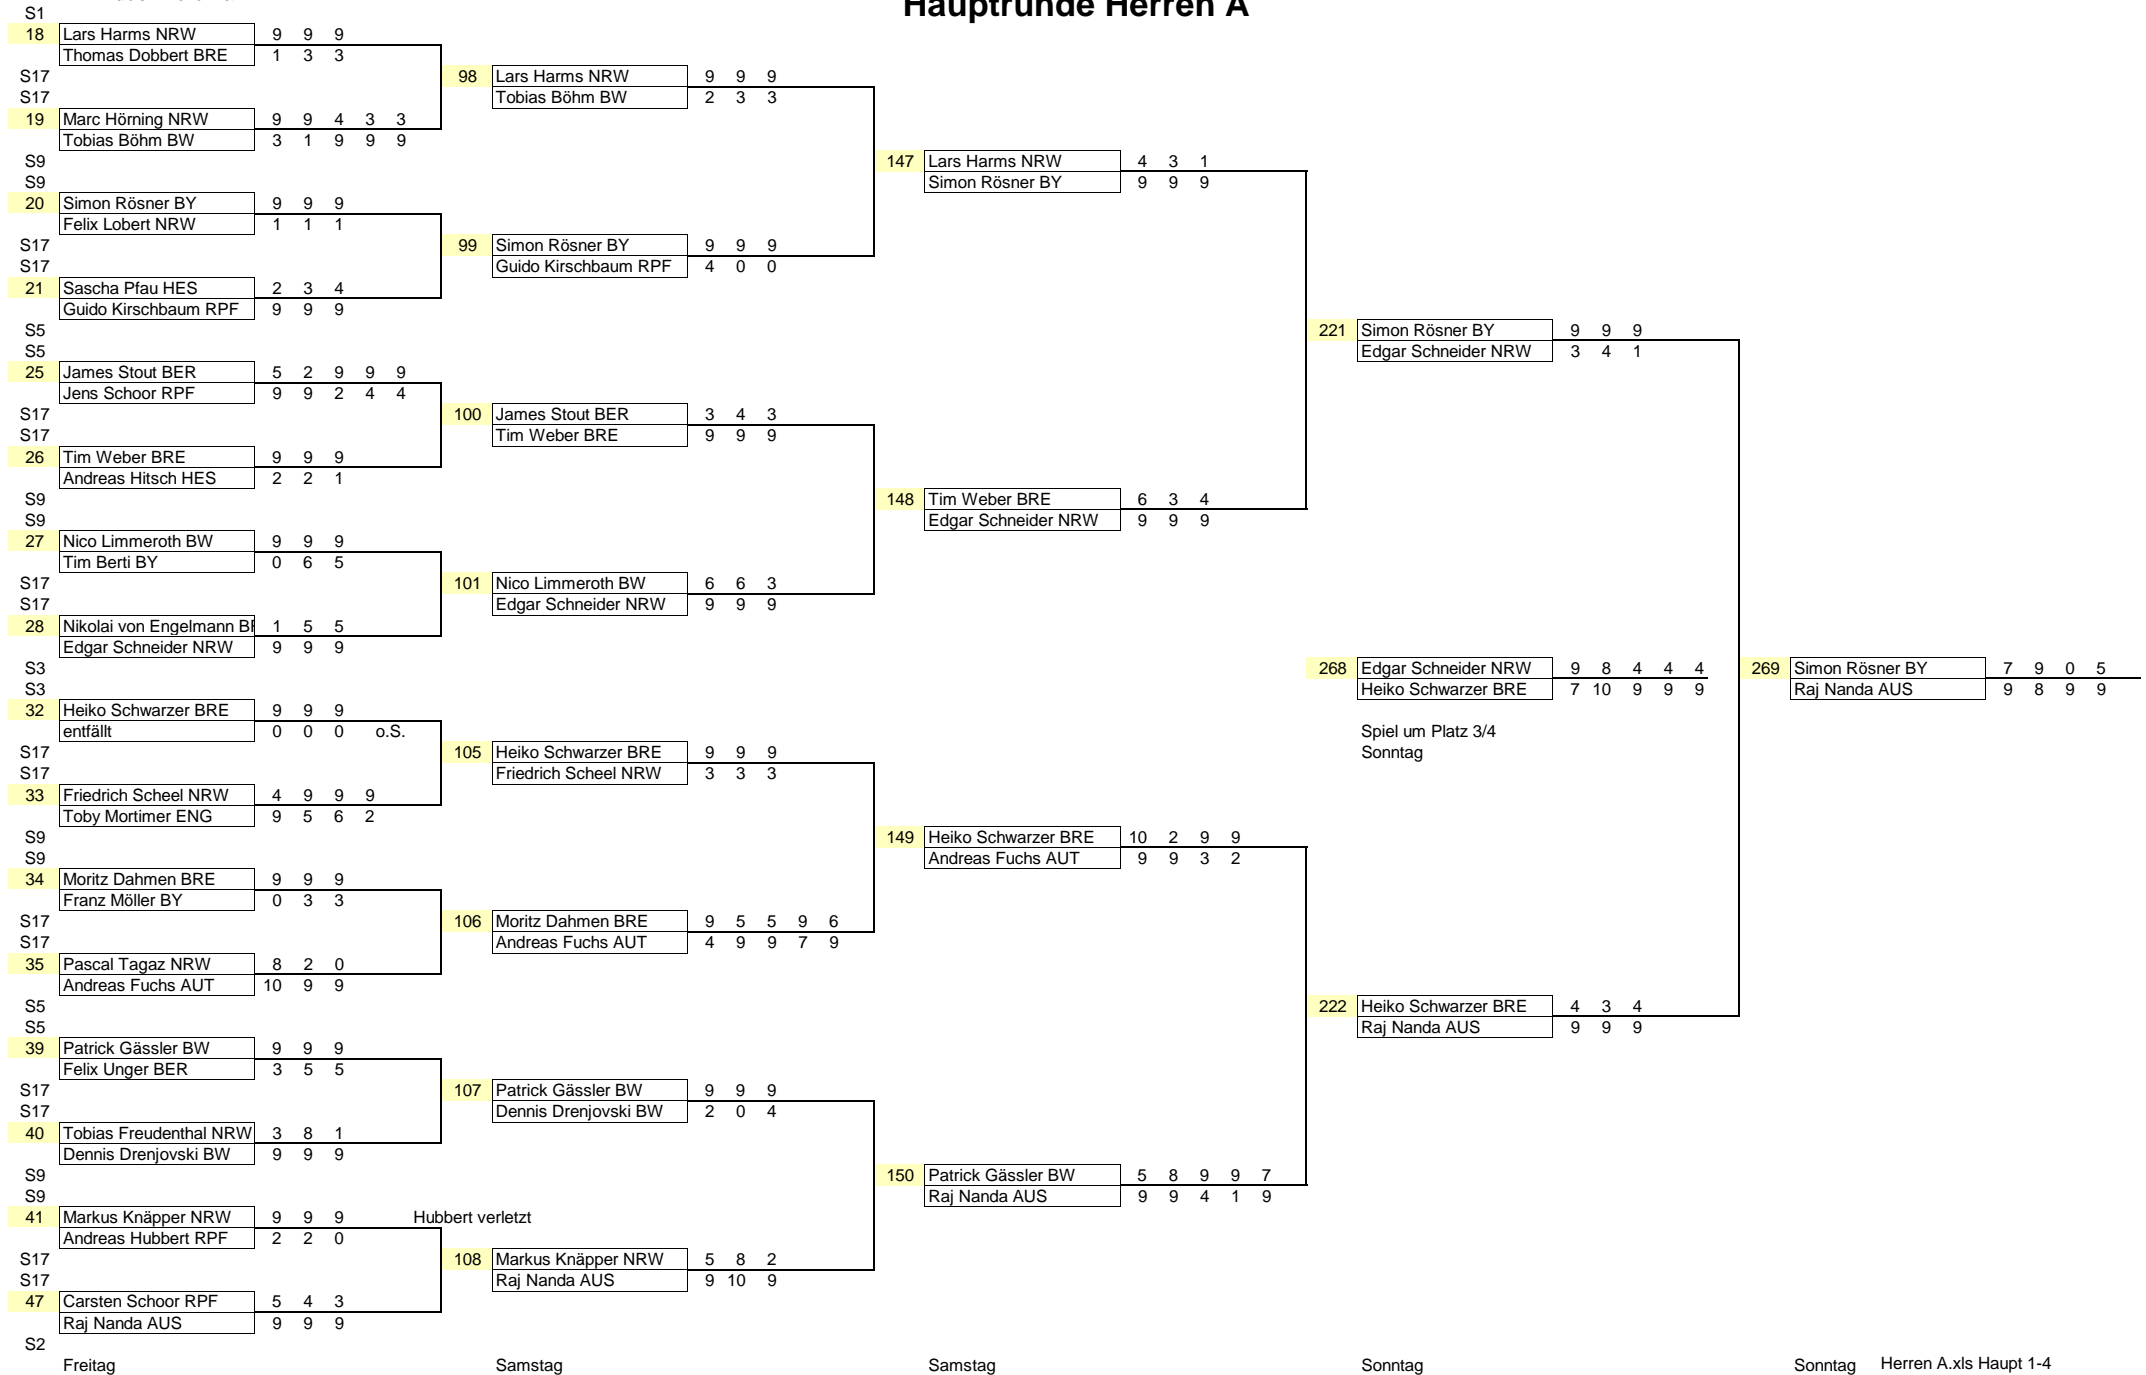 Hauptrunde Herren A
S1
18 Lars Harms NRW 9 9 9
Thomas Dobbert BRE 1 3 3
S17
98 Lars Harms NRW 9 9 9
S17
Tobias Böhm BW 2 3 3
19 Marc Hörning NRW 9 9 4 3 3
Tobias Böhm BW 3 1 9 9 9
S9
147 Lars Harms NRW 4 3 1
S9
Simon Rösner BY 9 9 9
20 Simon Rösner BY 9 9 9
Felix Lobert NRW 1 1 1
S17
99 Simon Rösner BY 9 9 9
S17
Guido Kirschbaum RPF 4 0 0
21 Sascha Pfau HES 2 3 4
Guido Kirschbaum RPF 9 9 9
S5
221 Simon Rösner BY 9 9 9
S5
Edgar Schneider NRW 3 4 1
25 James Stout BER 5 2 9 9 9
Jens Schoor RPF 9 9 2 4 4
S17
100 James Stout BER 3 4 3
S17
Tim Weber BRE 9 9 9
26 Tim Weber BRE 9 9 9
Andreas Hitsch HES 2 2 1
S9
148 Tim Weber BRE 6 3 4
S9
Edgar Schneider NRW 9 9 9
27 Nico Limmeroth BW 9 9 9
Tim Berti BY 0 6 5
S17
101 Nico Limmeroth BW 6 6 3
S17
Edgar Schneider NRW 9 9 9
28 Nikolai von Engelmann 1 5 5
Edgar Schneider NRW 9 9 9
S3
268 Edgar Schneider NRW 9 8 4 4 4
269 Simon Rösner BY 7 9 0 5
S3
Heiko Schwarzer BRE 7 10 9 9 9
Raj Nanda AUS 9 8 9 9
32 Heiko Schwarzer BRE 9 9 9
entfällt 0 0 0 o.S.
Spiel um Platz 3/4
S17
105 Heiko Schwarzer BRE 9 9 9
Sonntag
S17
Friedrich Scheel NRW 3 3 3
33 Friedrich Scheel NRW 4 9 9 9
Toby Mortimer ENG 9 5 6 2
S9
149 Heiko Schwarzer BRE 10 2 9 9
S9
Andreas Fuchs AUT 9 9 3 2
34 Moritz Dahmen BRE 9 9 9
Franz Möller BY 0 3 3
S17
106 Moritz Dahmen BRE 9 5 5 9 6
S17
Andreas Fuchs AUT 4 9 9 7 9
35 Pascal Tagaz NRW 8 2 0
Andreas Fuchs AUT 10 9 9
S5
222 Heiko Schwarzer BRE 4 3 4
S5
Raj Nanda AUS 9 9 9
39 Patrick Gässler BW 9 9 9
Felix Unger BER 3 5 5
S17
107 Patrick Gässler BW 9 9 9
S17
Dennis Drenjovski BW 2 0 4
40 Tobias Freudenthal NRW 3 8 1
Dennis Drenjovski BW 9 9 9
S9
150 Patrick Gässler BW 5 8 9 9 7
S9
Raj Nanda AUS 9 9 4 1 9
41 Markus Knäpper NRW 9 9 9 Hubbert verletzt
Andreas Hubbert RPF 2 2 0
S17
108 Markus Knäpper NRW 5 8 2
S17
Raj Nanda AUS 9 10 9
47 Carsten Schoor RPF 5 4 3
Raj Nanda AUS 9 9 9
S2
Freitag Samstag Samstag Sonntag Sonntag Herren A.xls Haupt 1-4